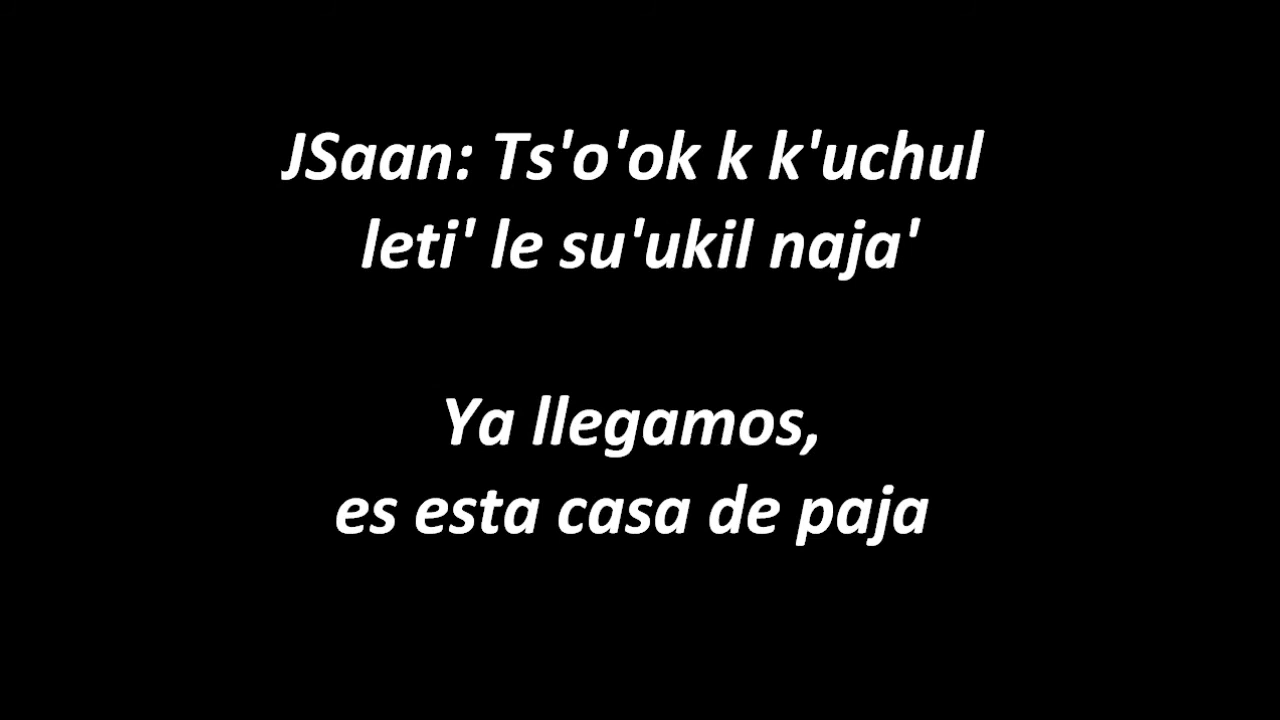 JSaan: Ts'o'ok k k'uchul
leti' le su'ukil naja'
Ya llegamos,
es esta casa de paja